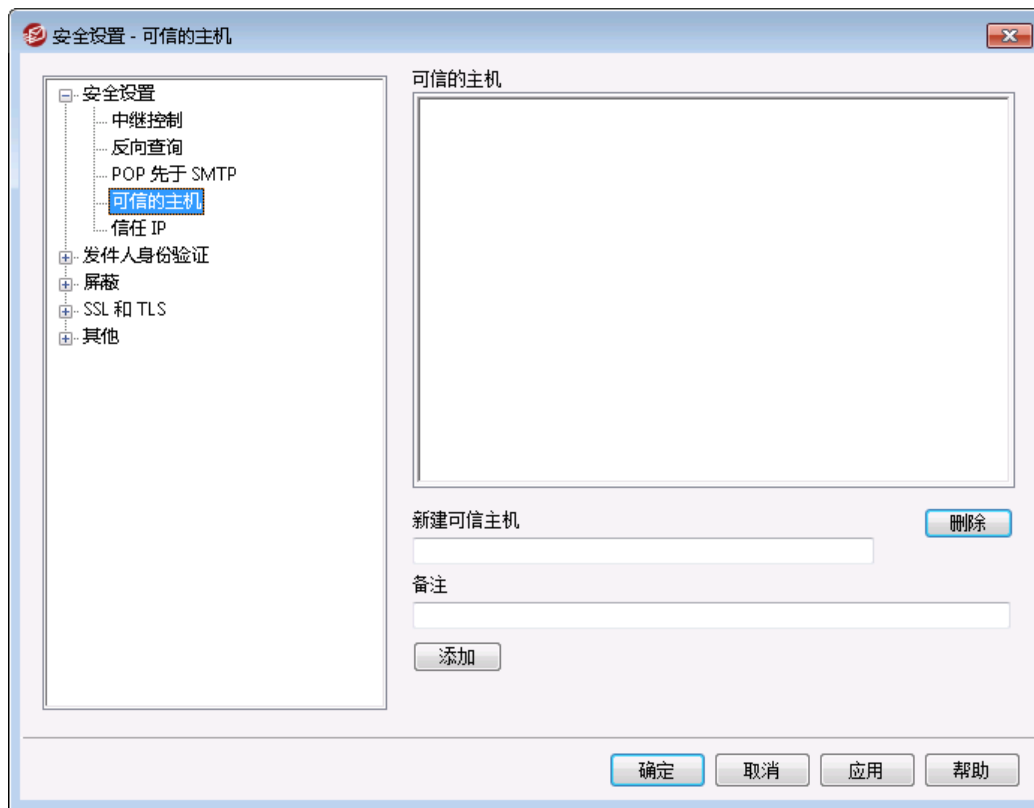 安全设置 - 可信的主机
安全设置
中继控制
反向查询
POP 先于 SMTP
可信的主机
信任 IP
发件人身份验证
屏蔽
SSL 和 TLS
其他
可信的主机
新建可信主机
删除
备注
添加
确定
取消
应用
帮助